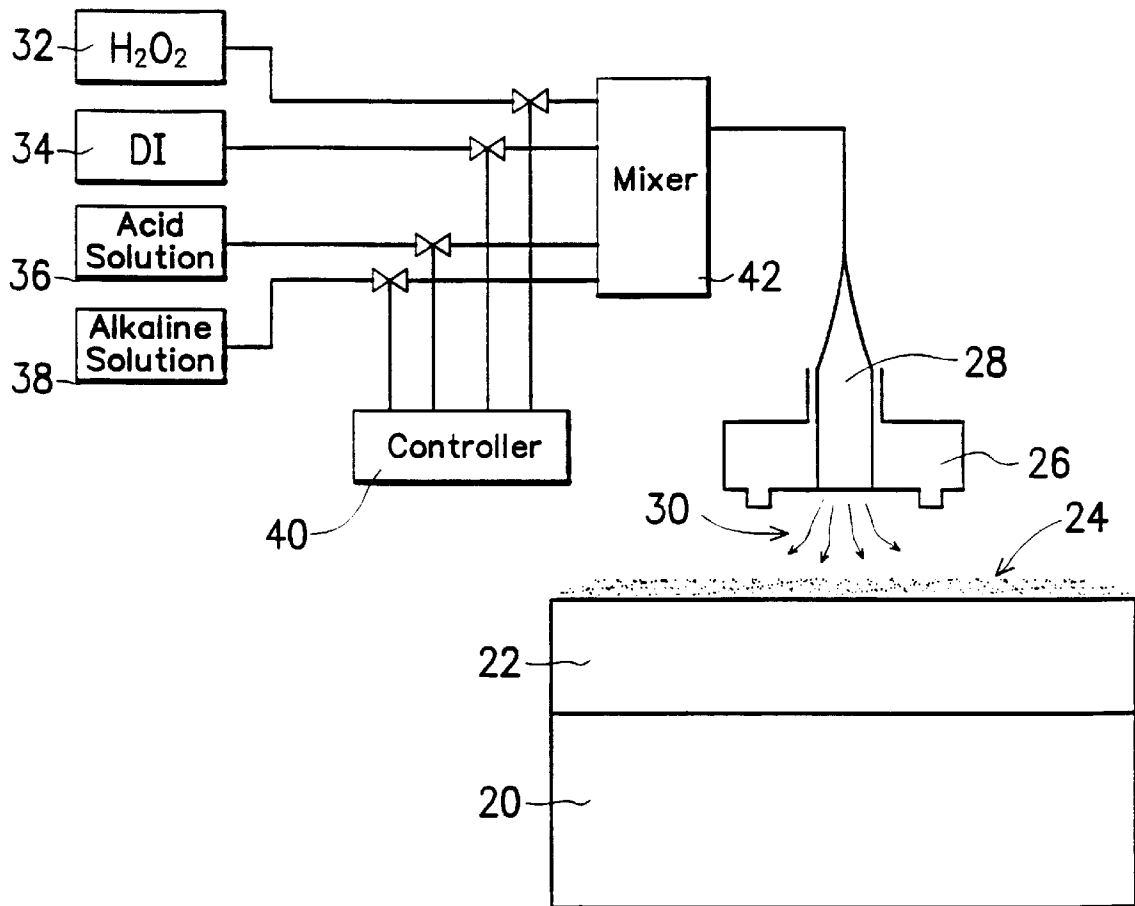 32
H₂O₂
34
DI
Acid
Solution
36
Alkaline
Solution
38
Mixer
42
Controller
40
28
26
30
24
22
20